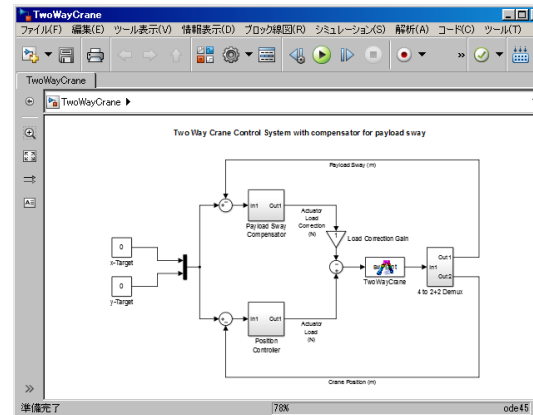 TwoWayCrane
ファイル(F) 編集(E) ツール表示(V) 情報表示(D) ブロック線図(R) シミュレーション(S) 解析(A) コード(C) ツール(T)
TwoWayCrane
TwoWayCrane
Two Way Crane Control System with compensator for payload sway
Payload Sway (m)
In1 Out1
Payload Sway
Compensator
Actuator
Load
Correction
(N)
1
Load Correction Gain
0
x-Target
0
y-Target
TwoWayCrane
In1
Out1
Out2
4 to 2+2 Demux
In1 Out1
Position
Controller
Actuator
Load
(N)
Crane Position (m)
準備完了
78%
ode45